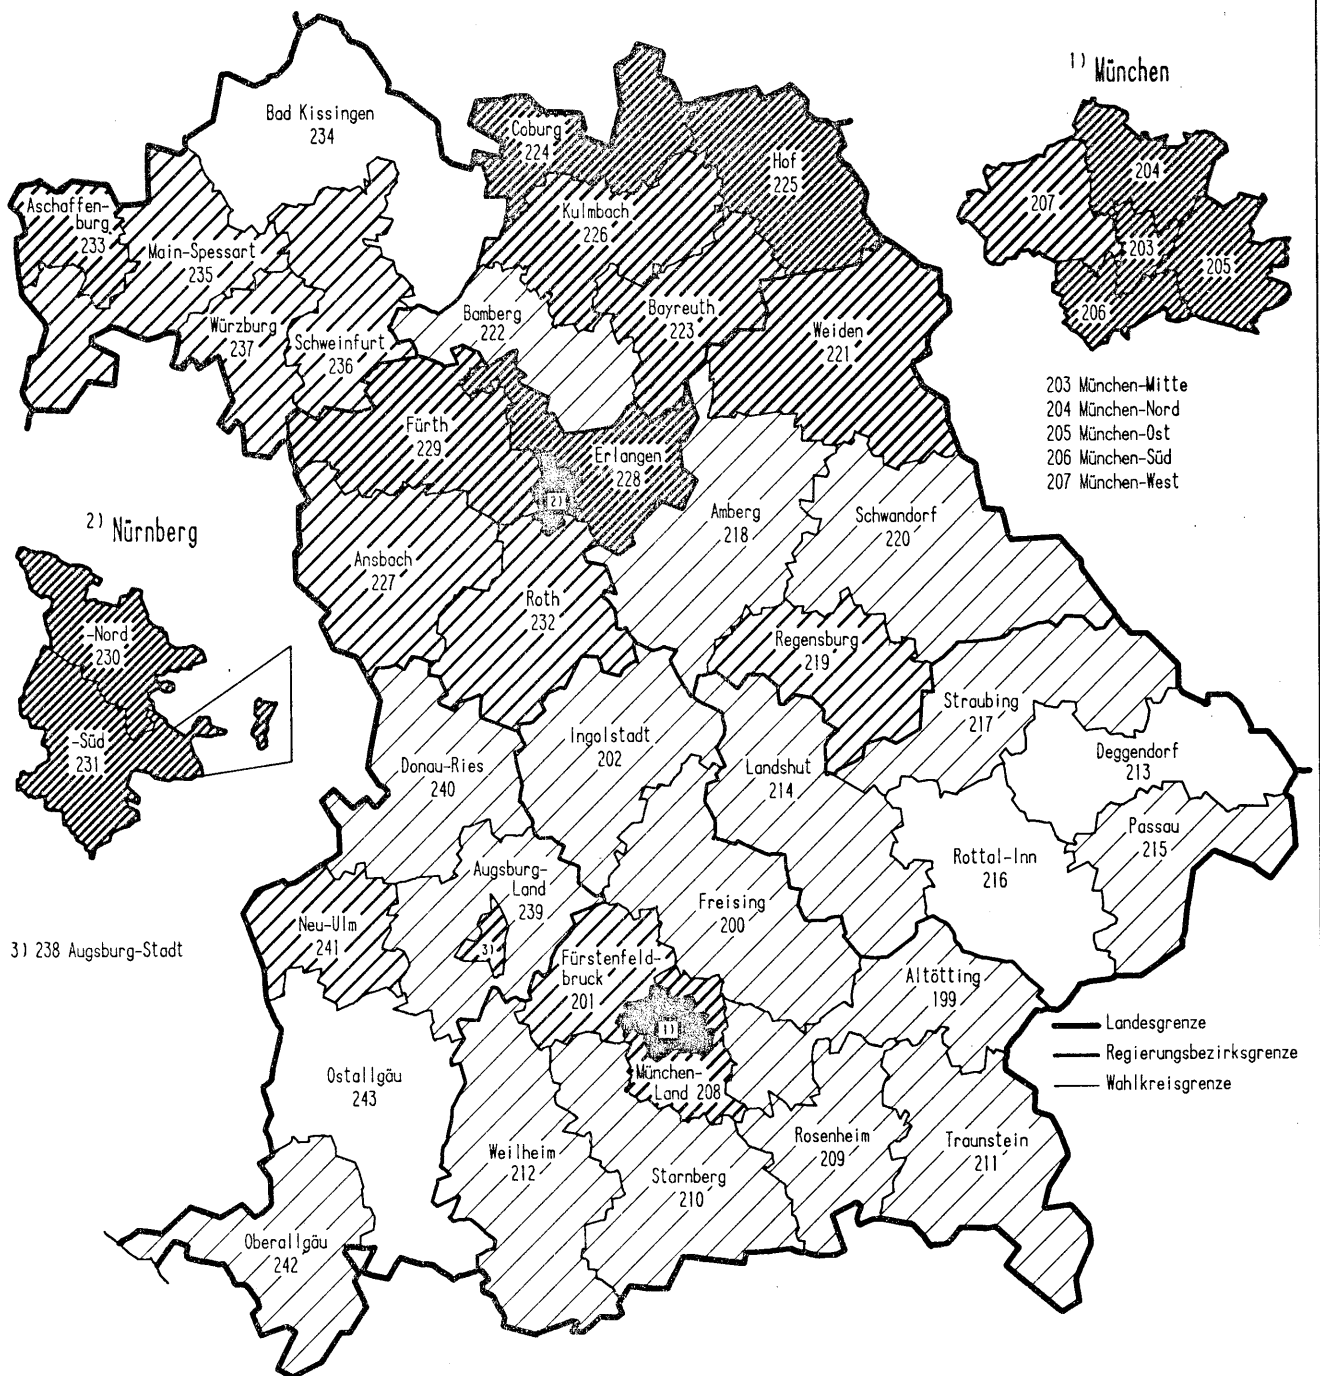 1) München
204
207
203
205
206
203 München-Mitte
204 München-Nord
205 München-Ost
206 München-Süd
207 München-West
2) Nürnberg
-Nord
230
-Süd
231
3) 238 Augsburg-Stadt
Bad Kissingen
234
Coburg
224
Hof
225
Aschaffen-
burg
233
Main-Spessart
235
Kulmbach
226
Würzburg
237
Schweinfurt
236
Bamberg
222
Bayreuth
223
Weiden
221
Fürth
229
Erlangen
228
2)
Amberg
218
Schwandorf
220
Ansbach
227
Roth
232
Regensburg
219
Straubing
217
Ingolstadt
202
Landshut
214
Deggendorf
213
Donau-Ries
240
Passau
215
Rottal-Inn
216
Augsburg-
Land
239
3)
Freising
200
Neu-Ulm
241
Fürstenfeld-
bruck
201
1)
Altötting
199
München-
Land 208
Ostallgäu
243
Weilheim
212
Starnberg
210
Rosenheim
209
Traunstein
211
Oberallgäu
242
Landesgrenze
Regierungsbezirksgrenze
Wahlkreisgrenze